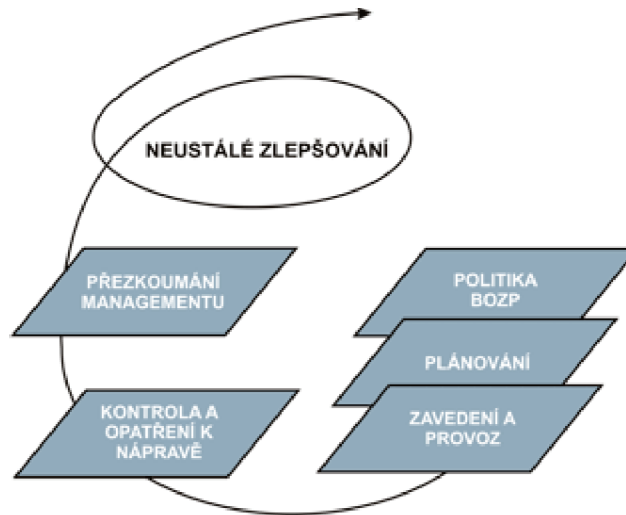 NEUSTÁLÉ ZLEPŠOVÁNÍ
PŘEZKOUMÁNÍ
MANAGEMENTU
POLITIKA
BOZP
PLÁNOVÁNÍ
KONTROLA A
OPATŘENÍ K
NÁPRAVĚ
ZAVEDENÍ A
PROVOZ